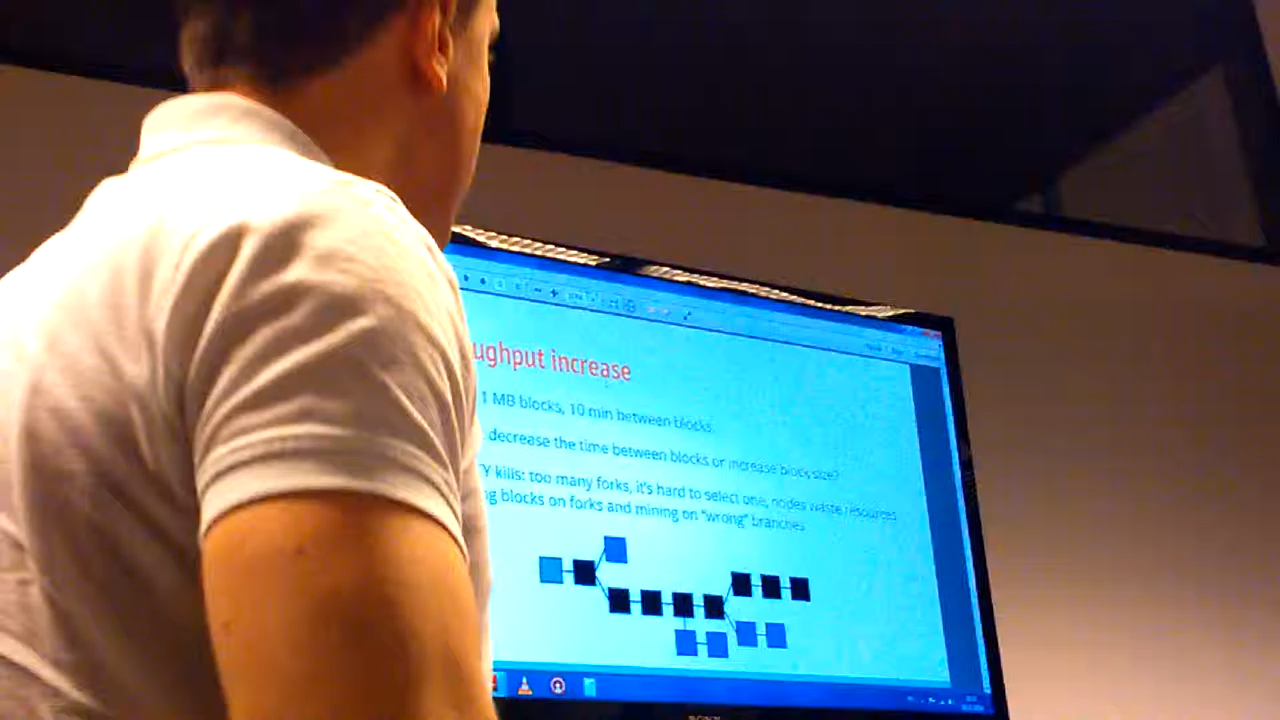 ughput increase
1 MB blocks, 10 min between blocks.
decrease the time between blocks or increase block size?
Y kills: too many forks, it's hard to select one, nodes waste resources
ng blocks on forks and mining on "wrong" branches
SONY